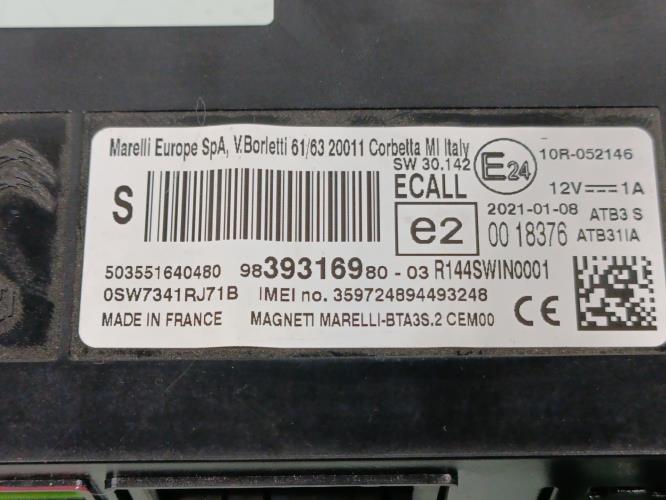 Marelli Europe SpA, V.Borletti 61/63 20011 Corbetta MI Italy
SW 30.142
E24
10R-052146
S
ECALL
12V⎓1A
e2
2021-01-08 ATB3 S
00 18376 ATB31IA
503551640480 9839316980-03 R144SWIN0001
0SW7341RJ71B IMEI no. 359724894493248
CE
MADE IN FRANCE MAGNETI MARELLI-BTA3S.2 CEM00